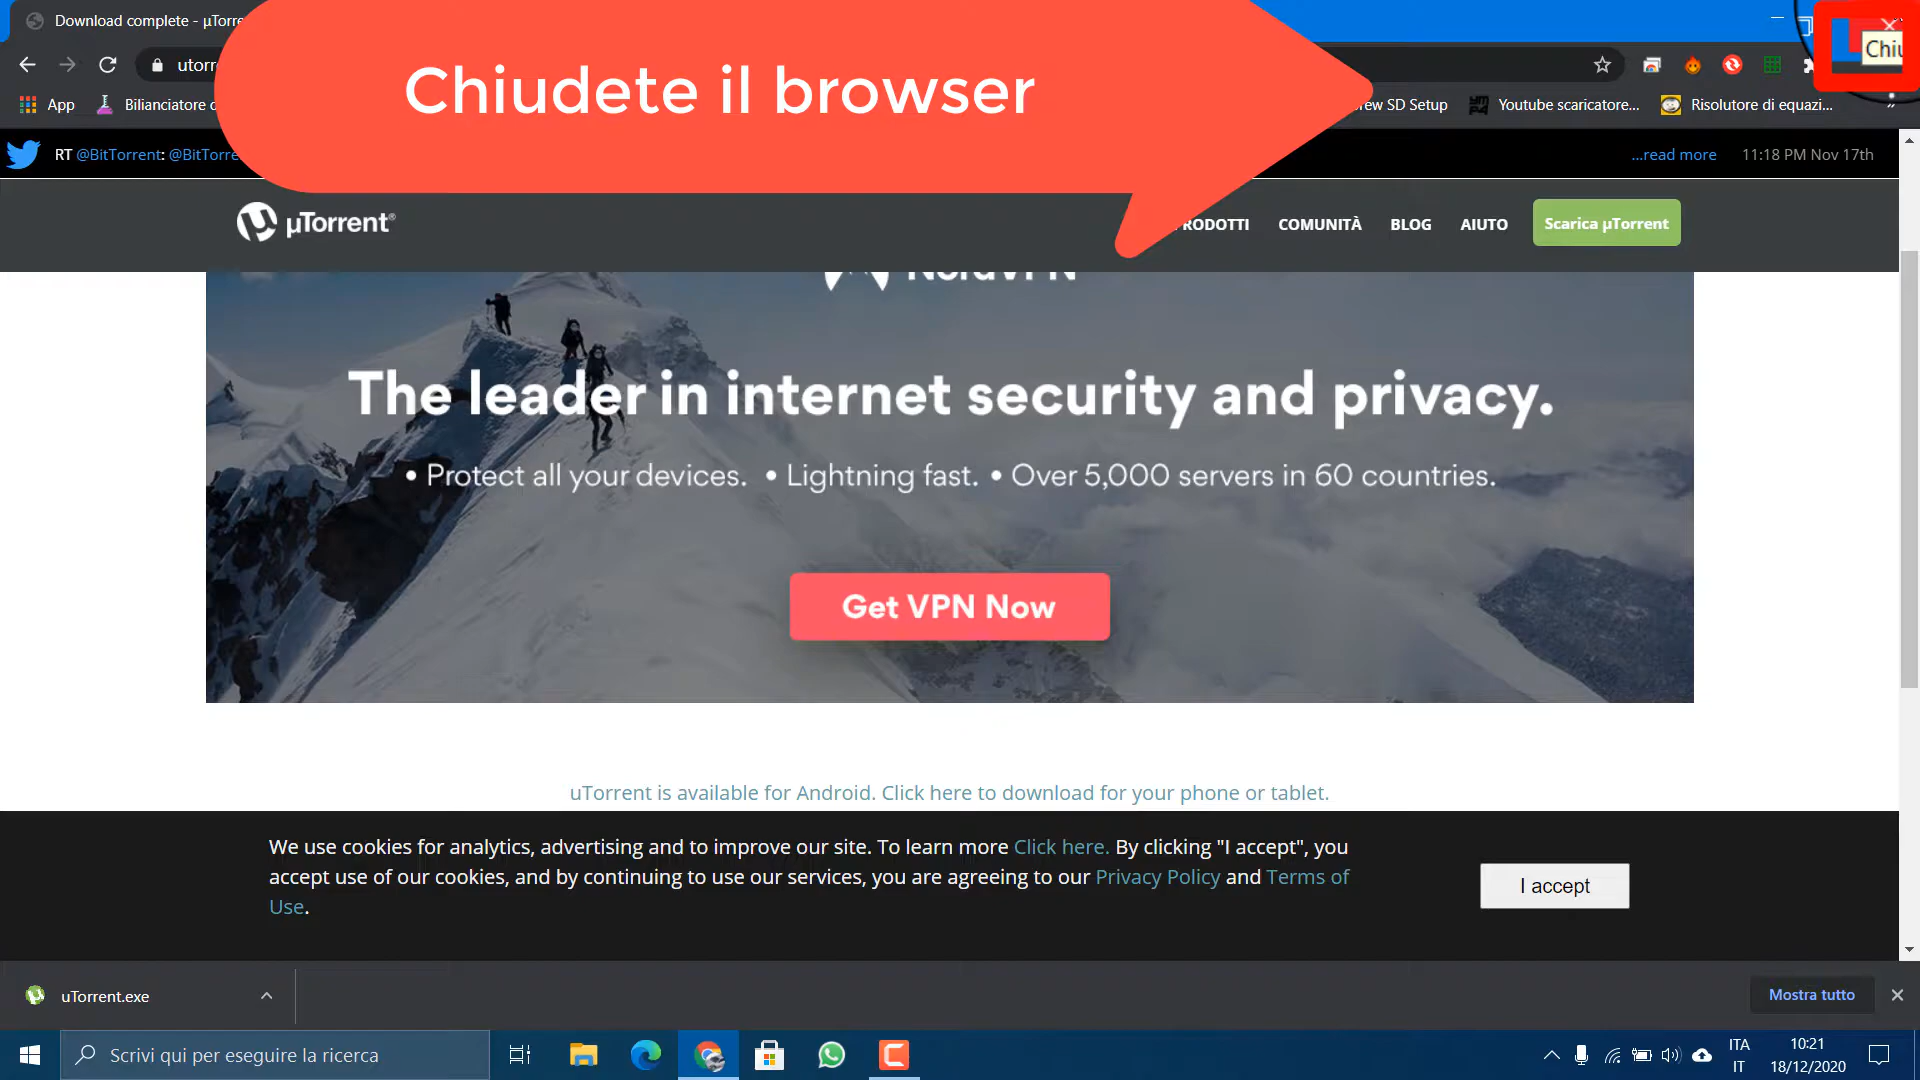 Download complete - µTorre
Chiu
utorr
App
Bilianciatore
rew SD Setup
Youtube scaricatore...
Risolutore di equazi...
Chiudete il browser
RT @BitTorrent: @BitTorre
...read more
11:18 PM Nov 17th
µTorrent®
RODOTTI
COMUNITÀ
BLOG
AIUTO
Scarica µTorrent
NordVPN
The leader in internet security and privacy.
• Protect all your devices. • Lightning fast. • Over 5,000 servers in 60 countries.
Get VPN Now
uTorrent is available for Android. Click here to download for your phone or tablet.
We use cookies for analytics, advertising and to improve our site. To learn more Click here. By clicking "I accept", you
accept use of our cookies, and by continuing to use our services, you are agreeing to our Privacy Policy and Terms of
Use.
I accept
uTorrent.exe
Mostra tutto
Scrivi qui per eseguire la ricerca
ITA
IT
10:21
18/12/2020